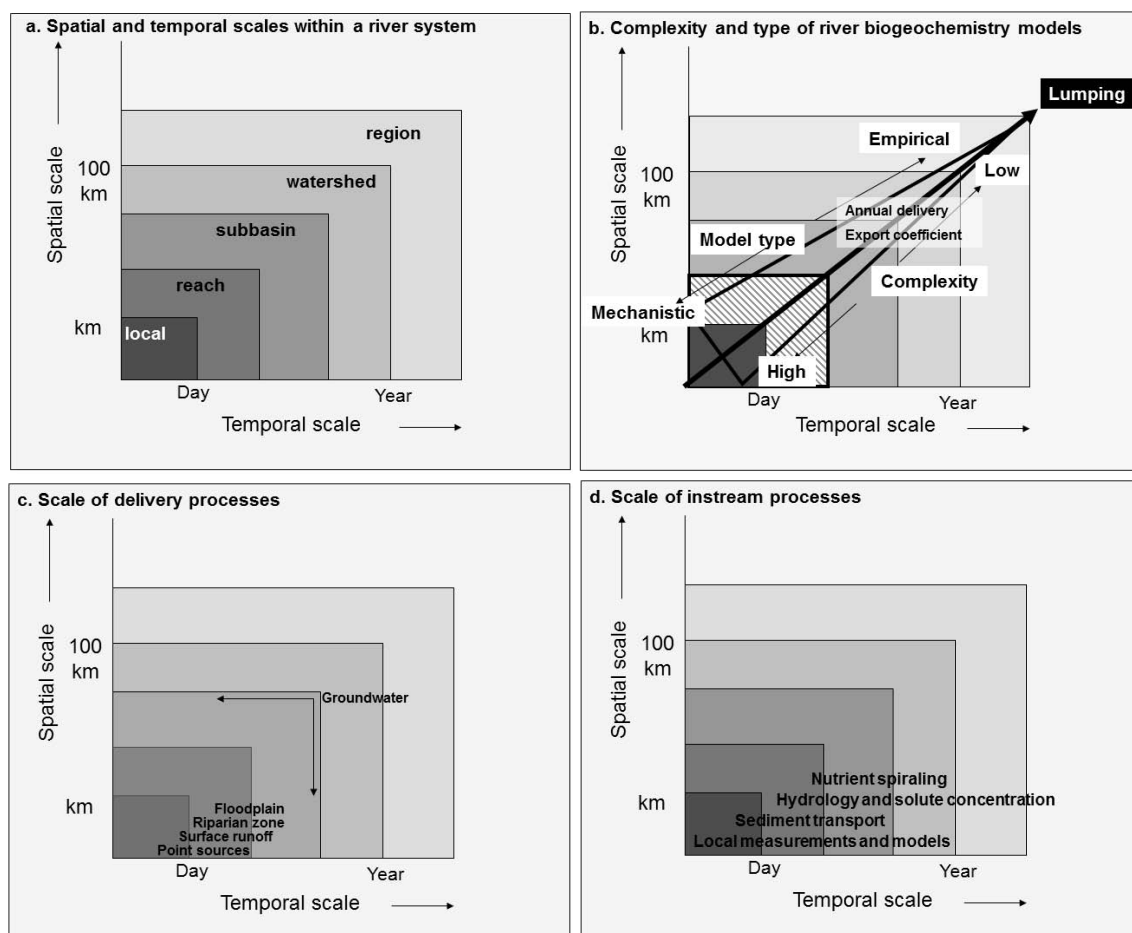 a. Spatial and temporal scales within a river system
Spatial scale
100
km
km
region
watershed
subbasin
reach
local
Day
Year
Temporal scale
b. Complexity and type of river biogeochemistry models
Spatial scale
100
km
km
Lumping
Empirical
Low
Annual delivery
Export coefficient
Model type
Complexity
Mechanistic
High
Day
Year
Temporal scale
c. Scale of delivery processes
Spatial scale
100
km
km
Groundwater
Floodplain
Riparian zone
Surface runoff
Point sources
Day
Year
Temporal scale
d. Scale of instream processes
Spatial scale
100
km
km
Nutrient spiraling
Hydrology and solute concentration
Sediment transport
Local measurements and models
Day
Year
Temporal scale